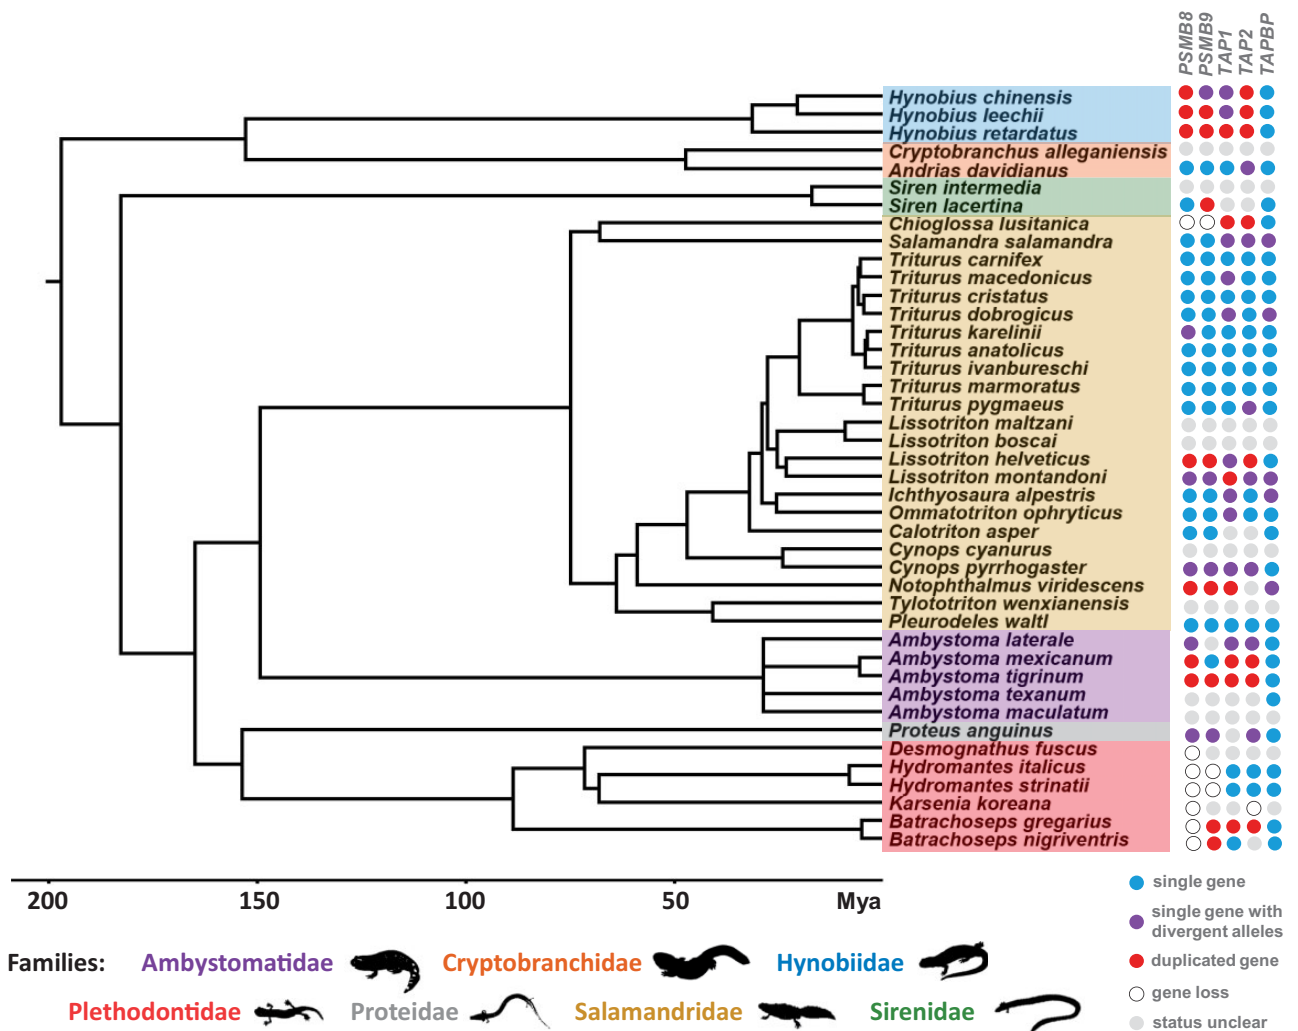 PSMB8 PSMB9 TAP1 TAP2 TAPBP
Hynobius chinensis
Hynobius leechii
Hynobius retardatus
Cryptobranchus alleganiensis
Andrias davidianus
Siren intermedia
Siren lacertina
Chioglossa lusitanica
Salamandra salamandra
Triturus carnifex
Triturus macedonicus
Triturus cristatus
Triturus dobrogicus
Triturus karelinii
Triturus anatolicus
Triturus ivanbureschi
Triturus marmoratus
Triturus pygmaeus
Lissotriton maltzani
Lissotriton boscai
Lissotriton helveticus
Lissotriton montandoni
Ichthyosaura alpestris
Ommatotriton ophryticus
Calotriton asper
Cynops cyanurus
Cynops pyrrhogaster
Notophthalmus viridescens
Tylototriton wenxianensis
Pleurodeles waltl
Ambystoma laterale
Ambystoma mexicanum
Ambystoma tigrinum
Ambystoma texanum
Ambystoma maculatum
Proteus anguinus
Desmognathus fuscus
Hydromantes italicus
Hydromantes strinatii
Karsenia koreana
Batrachoseps gregarius
Batrachoseps nigriventris
200 150 100 50 Mya
single gene
single gene with
divergent alleles
duplicated gene
gene loss
status unclear
Families: Ambystomatidae Cryptobranchidae Hynobiidae
Plethodontidae Proteidae Salamandridae Sirenidae